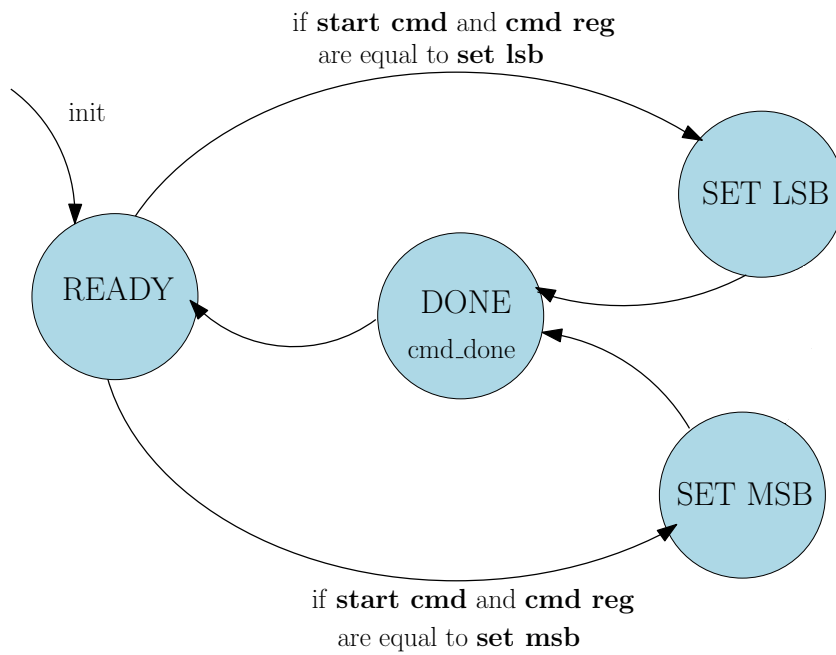 if start cmd and cmd reg
are equal to set lsb
init
SET LSB
READY
DONE
cmd_done
SET MSB
if start cmd and cmd reg
are equal to set msb